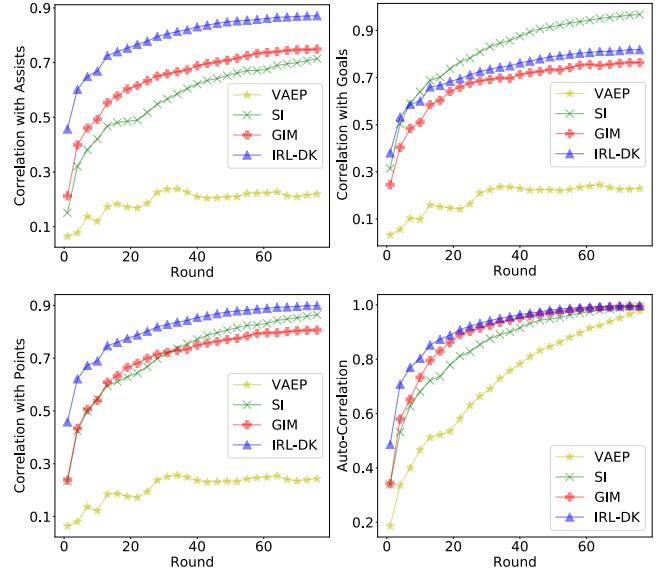 Correlation with Assists
0.9
0.7
0.5
0.3
0.1
0
20
40
60
Round
VAEP
SI
GIM
IRL-DK
Correlation with Goals
0.9
0.7
0.5
0.3
0.1
0
20
40
60
Round
VAEP
SI
GIM
IRL-DK
Correlation with Points
0.9
0.7
0.5
0.3
0.1
0
20
40
60
Round
VAEP
SI
GIM
IRL-DK
Auto-Correlation
1.0
0.8
0.6
0.4
0.2
0
20
40
60
Round
VAEP
SI
GIM
IRL-DK